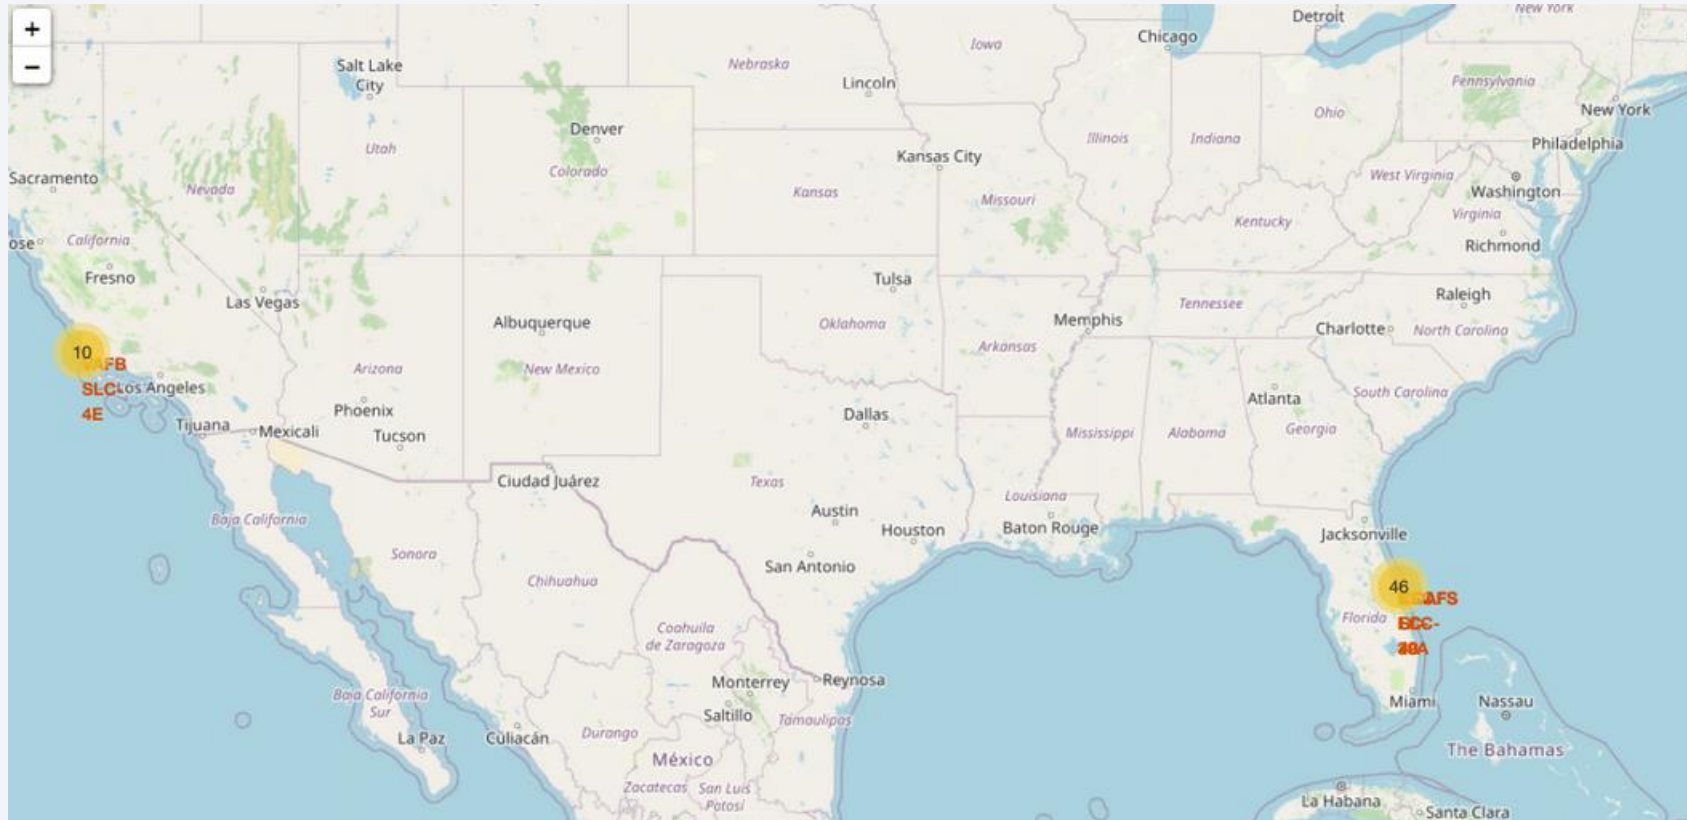 +
−
New York
Detroit
Chicago
Iowa
Salt Lake
City
Nebraska
Lincoln
Pennsylvania
New York
Ohio
Denver
Illinois
Indiana
Philadelphia
Utah
Kansas City
Colorado
West Virginia
Sacramento
Nevada
Kansas
Missouri
Washington
Kentucky
Virginia
ose
California
Richmond
Fresno
Tulsa
Las Vegas
Raleigh
Tennessee
Albuquerque
Oklahoma
Memphis
Charlotte
North Carolina
10
Arkansas
AFB
Arizona
New Mexico
SLC-
Los Angeles
South Carolina
4E
Atlanta
Phoenix
Dallas
Tijuana
Mexicali
Tucson
Mississippi
Alabama
Georgia
Ciudad Juárez
Texas
Louisiana
Austin
Baja California
Houston
Baton Rouge
Jacksonville
Sonora
San Antonio
Chihuahua
46
Florida
Coahuila
de Zaragoza
Monterrey
Reynosa
Baja California
Sur
Miami
Nassau
Saltillo
Tamaulipas
La Paz
Culiacán
Durango
The Bahamas
México
Zacatecas
San Luis
Potosí
La Habana
Santa Clara